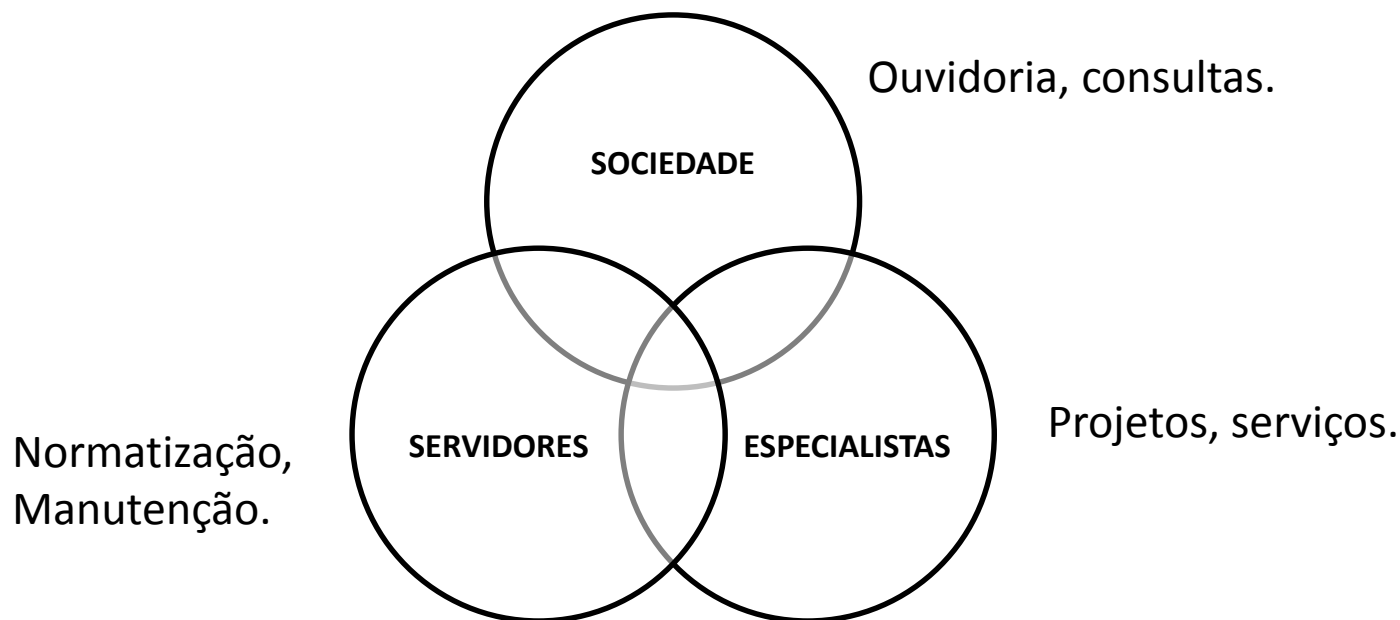 Ouvidoria, consultas.
SOCIEDADE
SERVIDORES
ESPECIALISTAS
Projetos, serviços.
Normatização,
Manutenção.